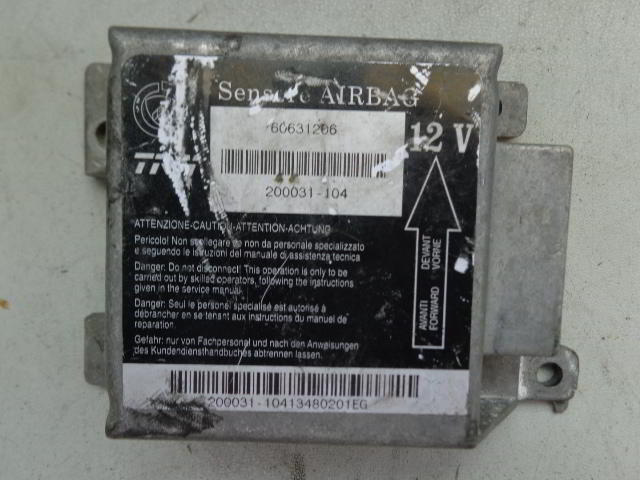 Sensore AIRBAG
60631206
12 V
TRW
200031-104
ATTENZIONE-CAUTION-ATTENTION-ACHTUNG
Pericolo! Non scollegare se non da personale specializzato
e seguendo le istruzioni del manuale di assistenza tecnica
Danger: Do not disconnect! This operation is only to be
carried out by skilled operators, following the instructions
given in the service manual.
Danger: Seul le personel spécialisé est autorisé à
débrancher en se tenant aux instructions du manuel de
reparation.
Gefahr: nur von Fachpersonal und nach den Anweisungen
des Kundendiensthandbuches abtrennen lassen.
AVANTI DEVANT
FORWARD VORNE
200031-10413480201EG